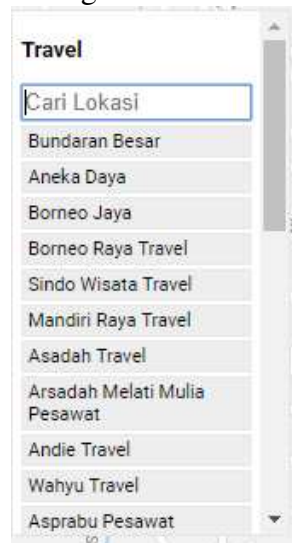 Travel
Cari Lokasi
Bundaran Besar
Aneka Daya
Borneo Jaya
Borneo Raya Travel
Sindo Wisata Travel
Mandiri Raya Travel
Asadah Travel
Arsadah Melati Mulia
Pesawat
Andie Travel
Wahyu Travel
Asprabu Pesawat